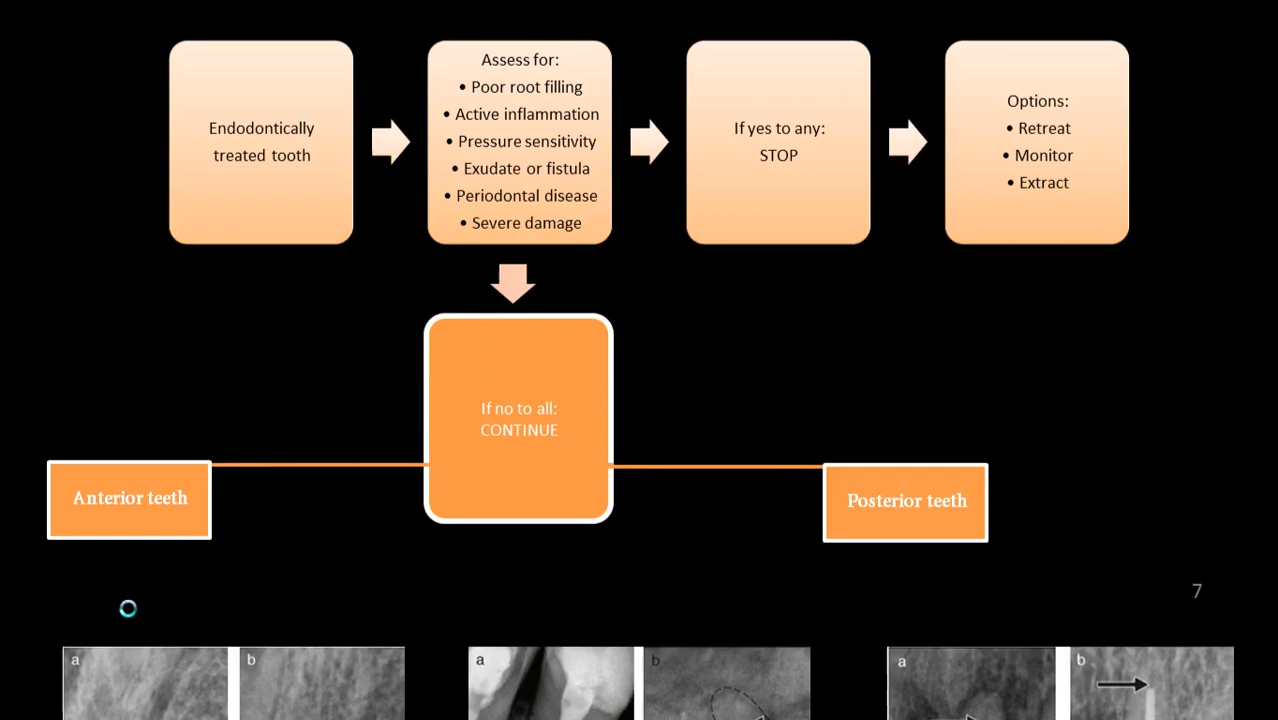 Endodontically
treated tooth
Assess for:
• Poor root filling
• Active inflammation
• Pressure sensitivity
• Exudate or fistula
• Periodontal disease
• Severe damage
If yes to any:
STOP
Options:
• Retreat
• Monitor
• Extract
If no to all:
CONTINUE
Anterior teeth
Posterior teeth
7
a
b
a
b
a
b